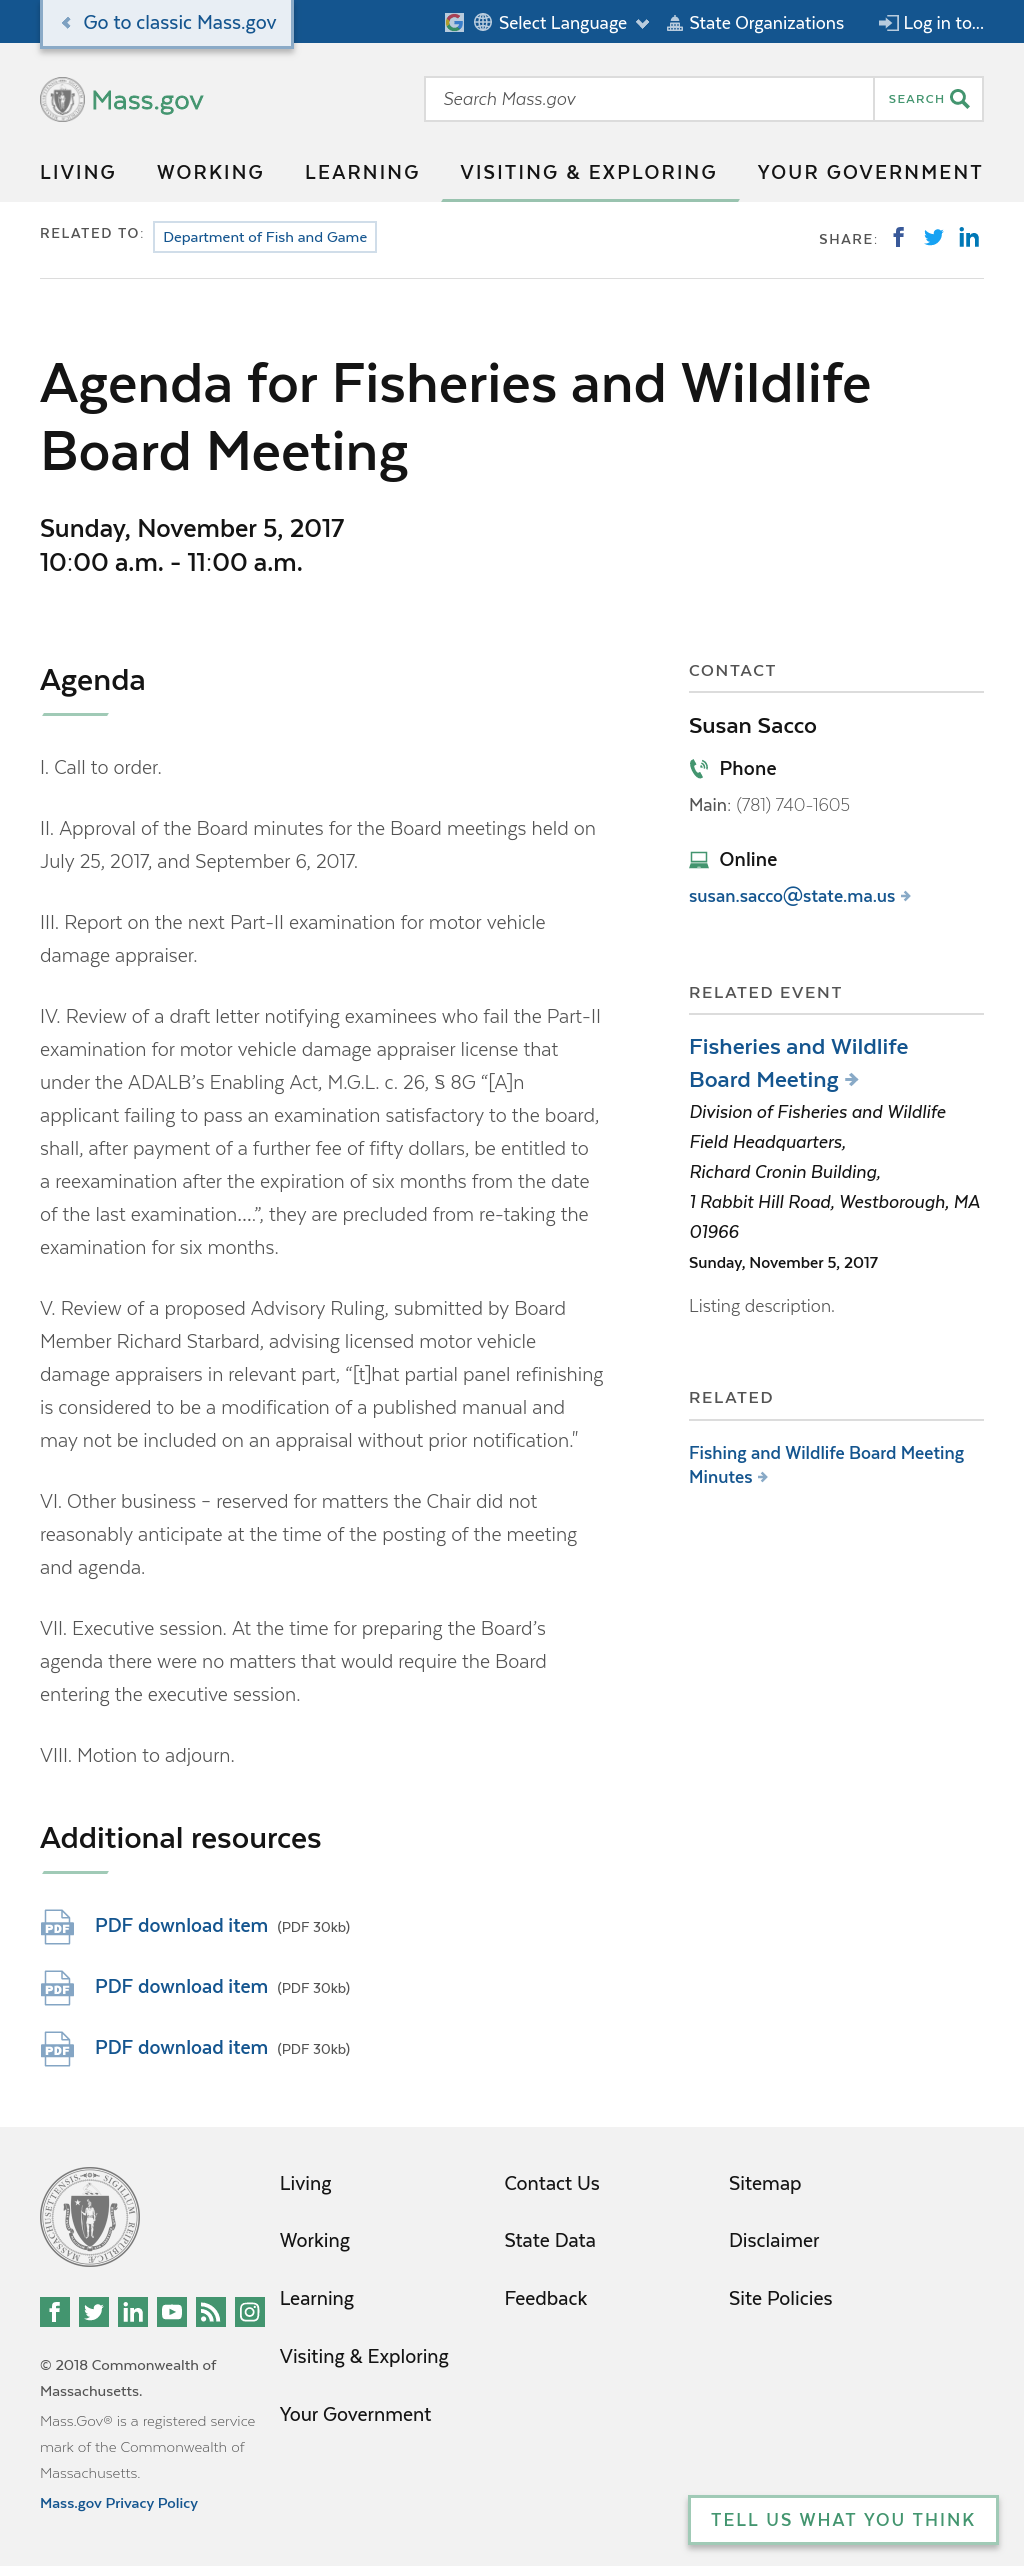 Go to classic Mass.gov
Select Language
State Organizations
Log in to...
Mass.gov
Search Mass.gov
SEARCH
LIVING
WORKING
LEARNING
VISITING & EXPLORING
YOUR GOVERNMENT
RELATED TO:
Department of Fish and Game
SHARE:
Agenda for Fisheries and Wildlife
Board Meeting
Sunday, November 5, 2017
10:00 a.m. - 11:00 a.m.
Agenda
I. Call to order.
II. Approval of the Board minutes for the Board meetings held on
July 25, 2017, and September 6, 2017.
III. Report on the next Part-II examination for motor vehicle
damage appraiser.
IV. Review of a draft letter notifying examinees who fail the Part-II
examination for motor vehicle damage appraiser license that
under the ADALB’s Enabling Act, M.G.L. c. 26, § 8G “[A]n
applicant failing to pass an examination satisfactory to the board,
shall, after payment of a further fee of fifty dollars, be entitled to
a reexamination after the expiration of six months from the date
of the last examination….”, they are precluded from re-taking the
examination for six months.
V. Review of a proposed Advisory Ruling, submitted by Board
Member Richard Starbard, advising licensed motor vehicle
damage appraisers in relevant part, “[t]hat partial panel refinishing
is considered to be a modification of a published manual and
may not be included on an appraisal without prior notification."
VI. Other business – reserved for matters the Chair did not
reasonably anticipate at the time of the posting of the meeting
and agenda.
VII. Executive session. At the time for preparing the Board’s
agenda there were no matters that would require the Board
entering the executive session.
VIII. Motion to adjourn.
Additional resources
PDF
PDF download item (PDF 30kb)
PDF
PDF download item (PDF 30kb)
PDF
PDF download item (PDF 30kb)
CONTACT
Susan Sacco
Phone
Main: (781) 740-1605
Online
susan.sacco@state.ma.us
RELATED EVENT
Fisheries and Wildlife
Board Meeting
Division of Fisheries and Wildlife
Field Headquarters,
Richard Cronin Building,
1 Rabbit Hill Road, Westborough, MA
01966
Sunday, November 5, 2017
Listing description.
RELATED
Fishing and Wildlife Board Meeting
Minutes
Living
Working
Learning
Visiting & Exploring
Your Government
Contact Us
State Data
Feedback
Sitemap
Disclaimer
Site Policies
© 2018 Commonwealth of
Massachusetts.
Mass.Gov® is a registered service
mark of the Commonwealth of
Massachusetts.
Mass.gov Privacy Policy
TELL US WHAT YOU THINK